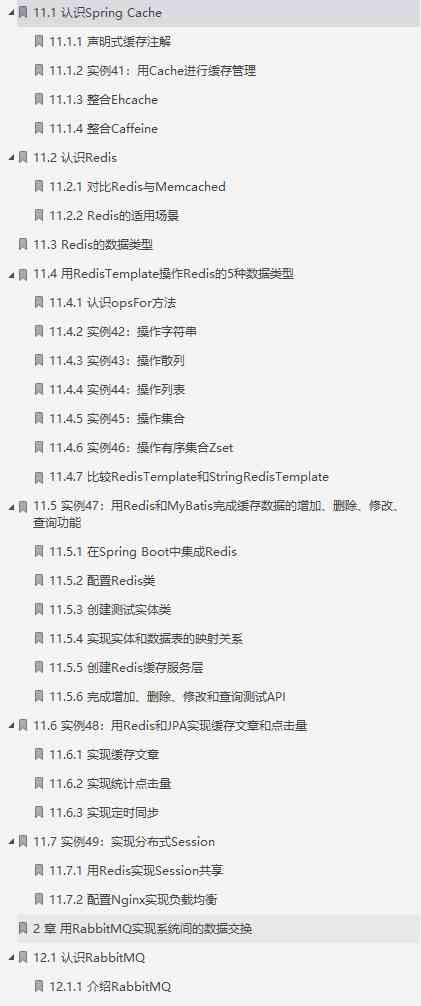 11.1 认识Spring Cache
11.1.1 声明式缓存注解
11.1.2 实例41：用Cache进行缓存管理
11.1.3 整合Ehcache
11.1.4 整合Caffeine
11.2 认识Redis
11.2.1 对比Redis与Memcached
11.2.2 Redis的适用场景
11.3 Redis的数据类型
11.4 用RedisTemplate操作Redis的5种数据类型
11.4.1 认识opsFor方法
11.4.2 实例42：操作字符串
11.4.3 实例43：操作散列
11.4.4 实例44：操作列表
11.4.5 实例45：操作集合
11.4.6 实例46：操作有序集合Zset
11.4.7 比较RedisTemplate和StringRedisTemplate
11.5 实例47：用Redis和MyBatis完成缓存数据的增加、删除、修改、
查询功能
11.5.1 在Spring Boot中集成Redis
11.5.2 配置Redis类
11.5.3 创建测试实体类
11.5.4 实现实体和数据表的映射关系
11.5.5 创建Redis缓存服务层
11.5.6 完成增加、删除、修改和查询测试API
11.6 实例48：用Redis和JPA实现缓存文章和点击量
11.6.1 实现缓存文章
11.6.2 实现统计点击量
11.6.3 实现定时同步
11.7 实例49：实现分布式Session
11.7.1 用Redis实现Session共享
11.7.2 配置Nginx实现负载均衡
2 章 用RabbitMQ实现系统间的数据交换
12.1 认识RabbitMQ
12.1.1 介绍RabbitMQ